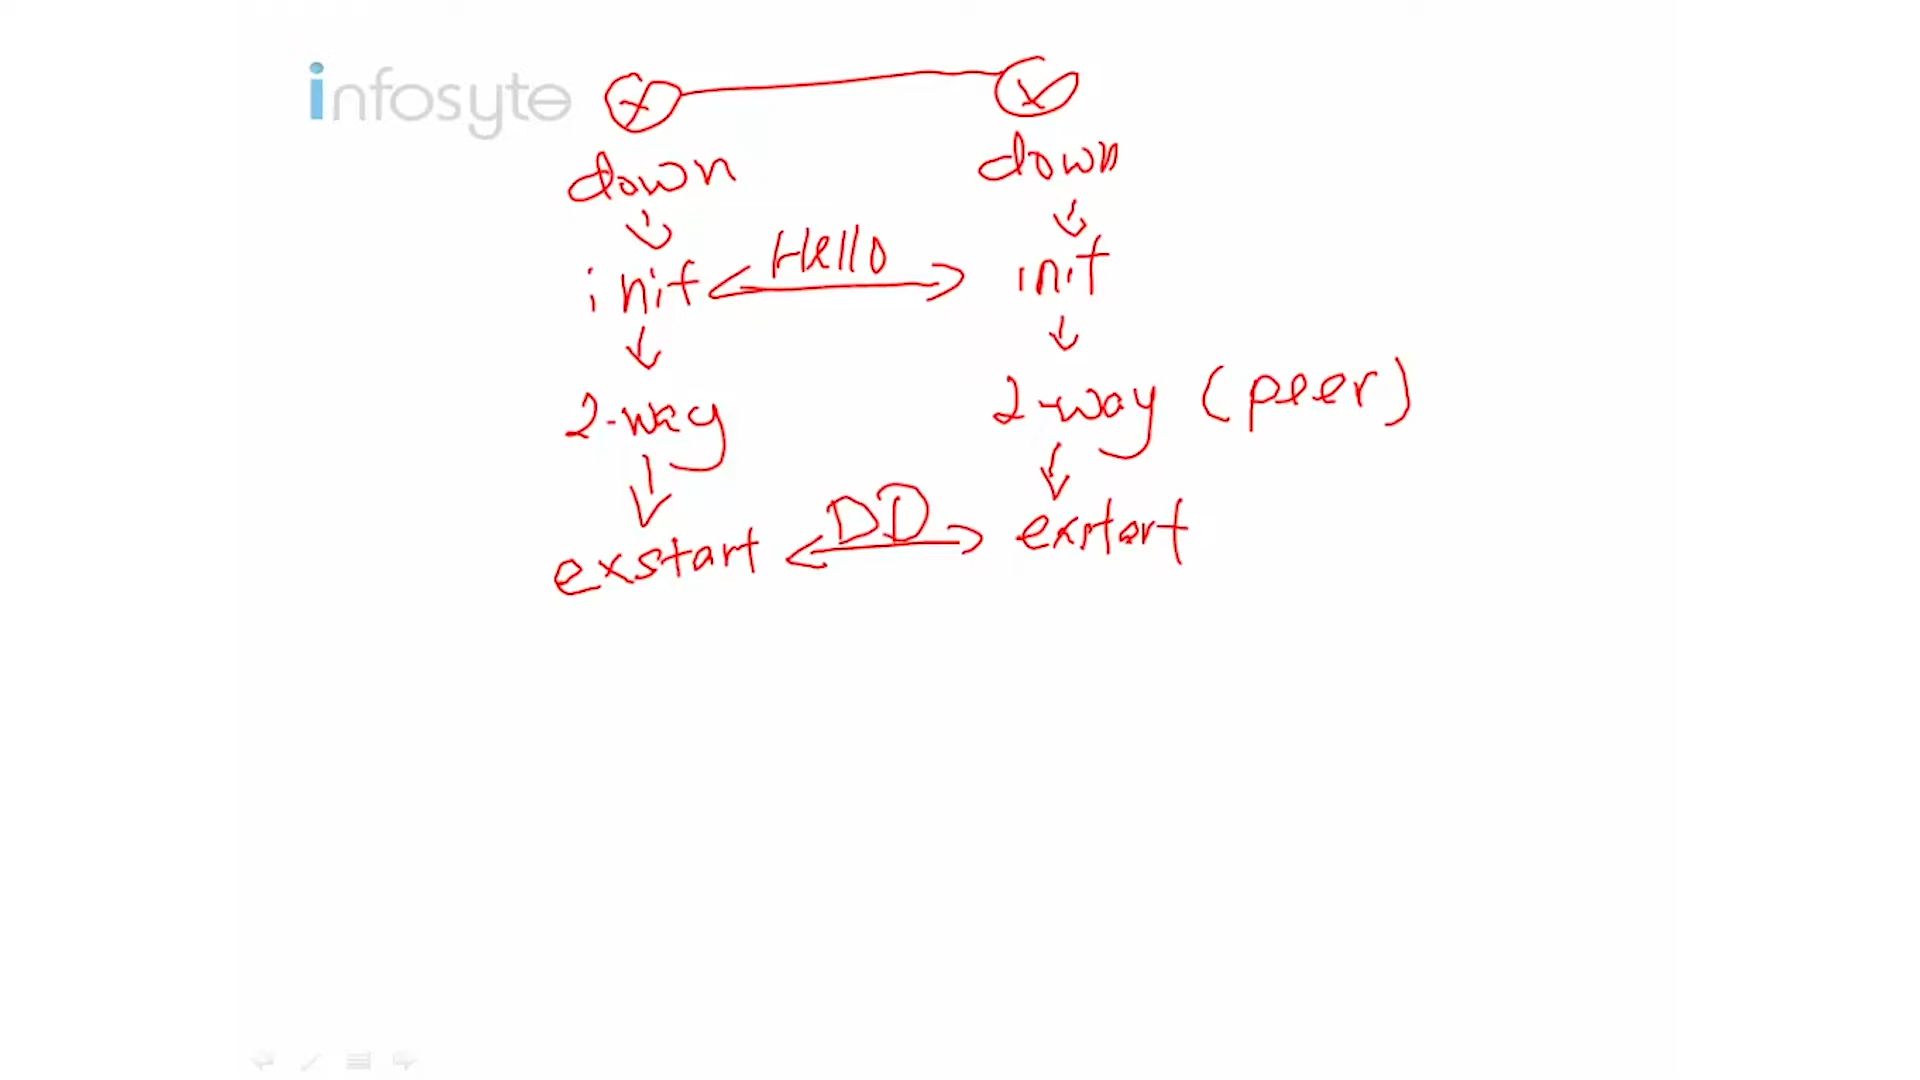 infosyte
down down
init Hello init
2-way 2-way (peer)
exstart DD exstart